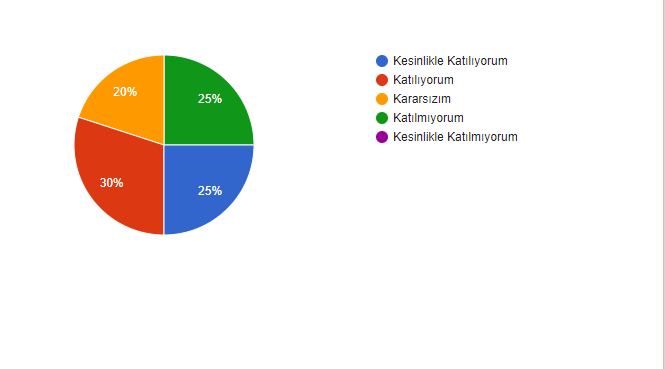 20%
25%
30%
25%
Kesinlikle Katılıyorum
Katılıyorum
Kararsızım
Katılmıyorum
Kesinlikle Katılmıyorum